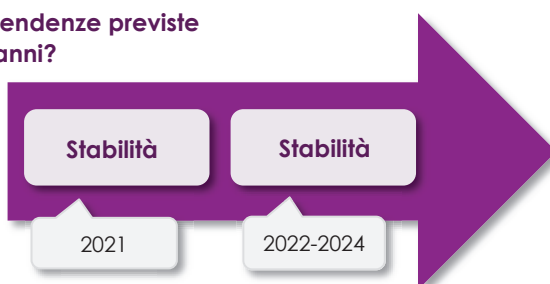 endenze previste
anni?
Stabilità
Stabilità
2021
2022-2024